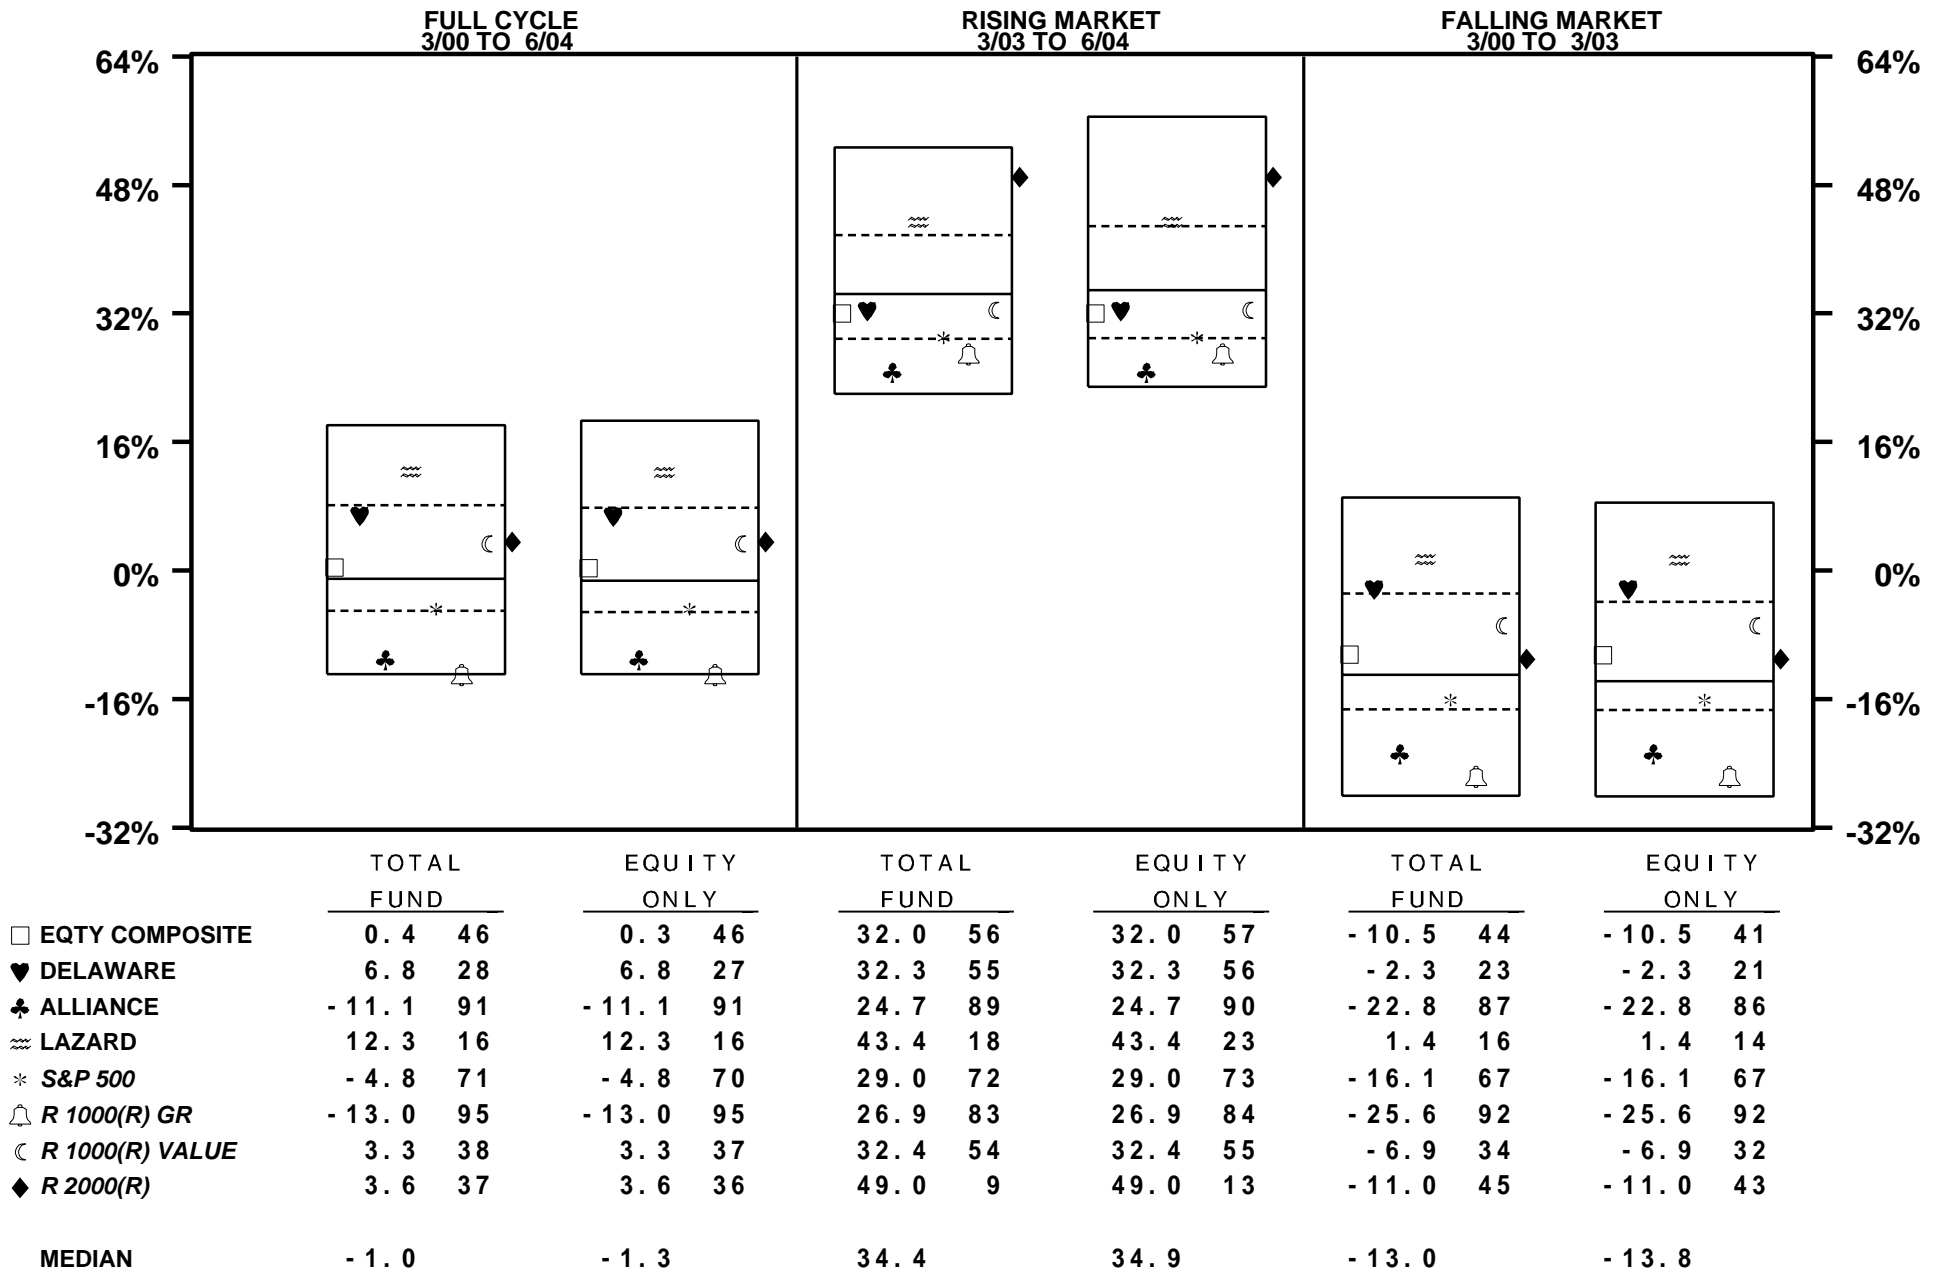 FULL CYCLE
3/00 TO 6/04
RISING MARKET
3/03 TO 6/04
FALLING MARKET
3/00 TO 3/03
64% 64%
48% 48%
32% 32%
16% 16%
0% 0%
-16% -16%
-32% -32%
TOTAL EQUITY TOTAL EQUITY TOTAL EQUITY
FUND ONLY FUND ONLY FUND ONLY
EQTY COMPOSITE 0.4 46 0.3 46 32.0 56 32.0 57 -10.5 44 -10.5 41
DELAWARE 6.8 28 6.8 27 32.3 55 32.3 56 -2.3 23 -2.3 21
ALLIANCE -11.1 91 -11.1 91 24.7 89 24.7 90 -22.8 87 -22.8 86
LAZARD 12.3 16 12.3 16 43.4 18 43.4 23 1.4 16 1.4 14
S&P 500 -4.8 71 -4.8 70 29.0 72 29.0 73 -16.1 67 -16.1 67
R 1000(R) GR -13.0 95 -13.0 95 26.9 83 26.9 84 -25.6 92 -25.6 92
R 1000(R) VALUE 3.3 38 3.3 37 32.4 54 32.4 55 -6.9 34 -6.9 32
R 2000(R) 3.6 37 3.6 36 49.0 9 49.0 13 -11.0 45 -11.0 43
MEDIAN -1.0 -1.3 34.4 34.9 -13.0 -13.8